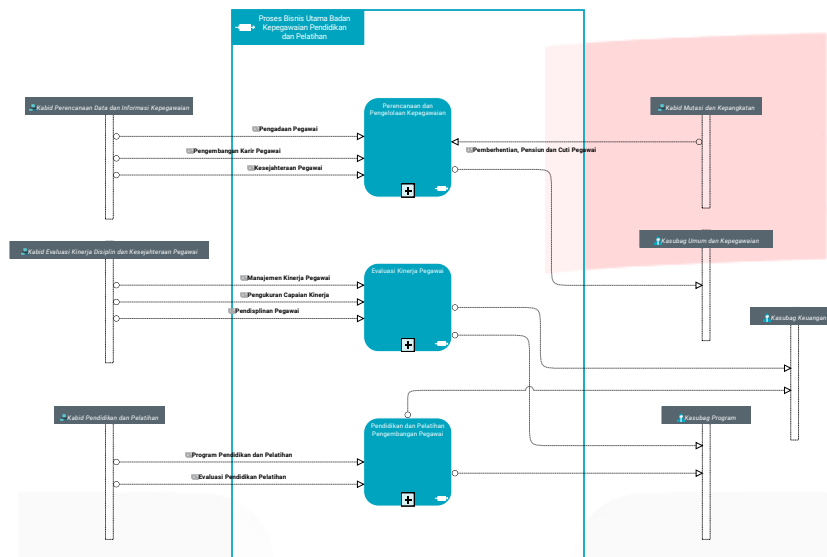 Proses Bisnis Utama Badan
Kepegawaian Pendidikan
dan Pelatihan
Kabid Perencanaan Data dan Informasi Kepegawaian
Perencanaan dan
Pengelolaan Kepegawaian
Kabid Mutasi dan Kepangkatan
Pengadaan Pegawai
Pengembangan Karir Pegawai
Pemberhentian, Pensiun dan Cuti Pegawai
Kesejahteraan Pegawai
Kasubag Umum dan Kepegawaian
Kabid Evaluasi Kinerja Disiplin dan Kesejahteraan Pegawai
Evaluasi Kinerja Pegawai
Manajemen Kinerja Pegawai
Pengukuran Capaian Kinerja
Pendisplinan Pegawai
Kasubag Keuangan
Kabid Pendidikan dan Pelatihan
Pendidikan dan Pelatihan
Pengembangan Pegawai
Kasubag Program
Program Pendidikan dan Pelatihan
Evaluasi Pendidikan Pelatihan